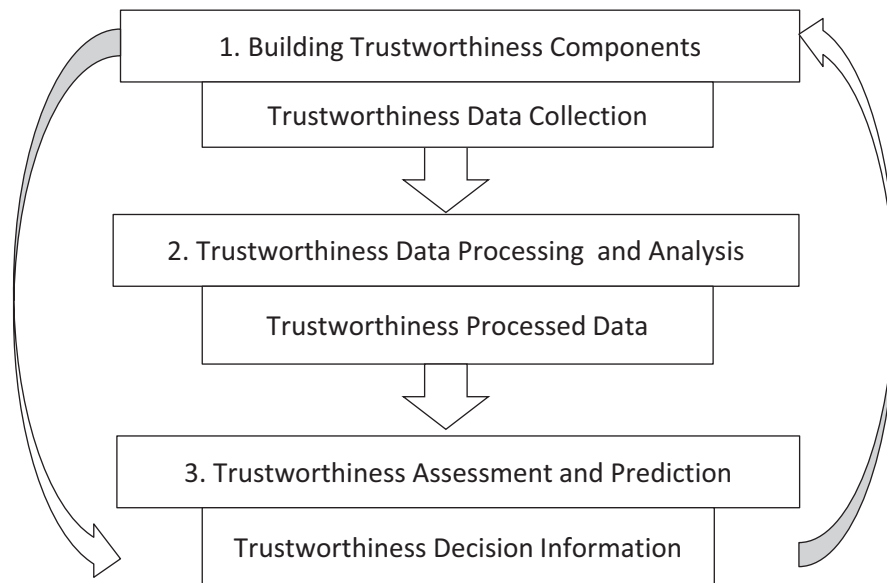 1. Building Trustworthiness Components
Trustworthiness Data Collection
2. Trustworthiness Data Processing and Analysis
Trustworthiness Processed Data
3. Trustworthiness Assessment and Prediction
Trustworthiness Decision Information